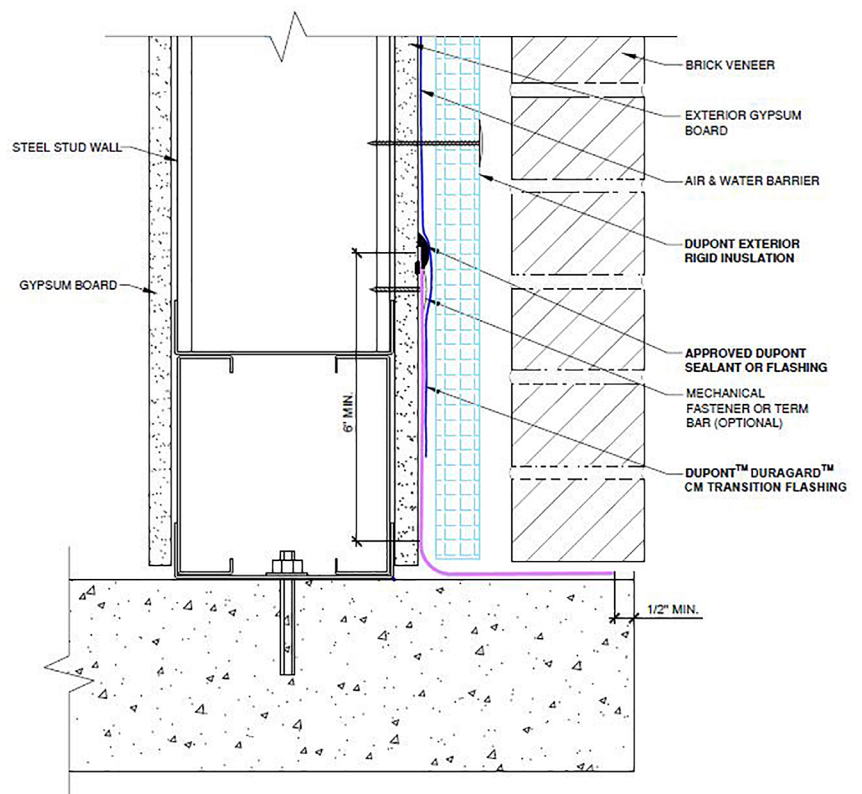 BRICK VENEER
EXTERIOR GYPSUM
BOARD
STEEL STUD WALL
AIR & WATER BARRIER
DUPONT EXTERIOR
RIGID INUSLATION
GYPSUM BOARD
APPROVED DUPONT
SEALANT OR FLASHING
MECHANICAL
FASTENER OR TERM
BAR (OPTIONAL)
6" MIN.
DUPONT™ DURAGARD™
CM TRANSITION FLASHING
1/2" MIN.